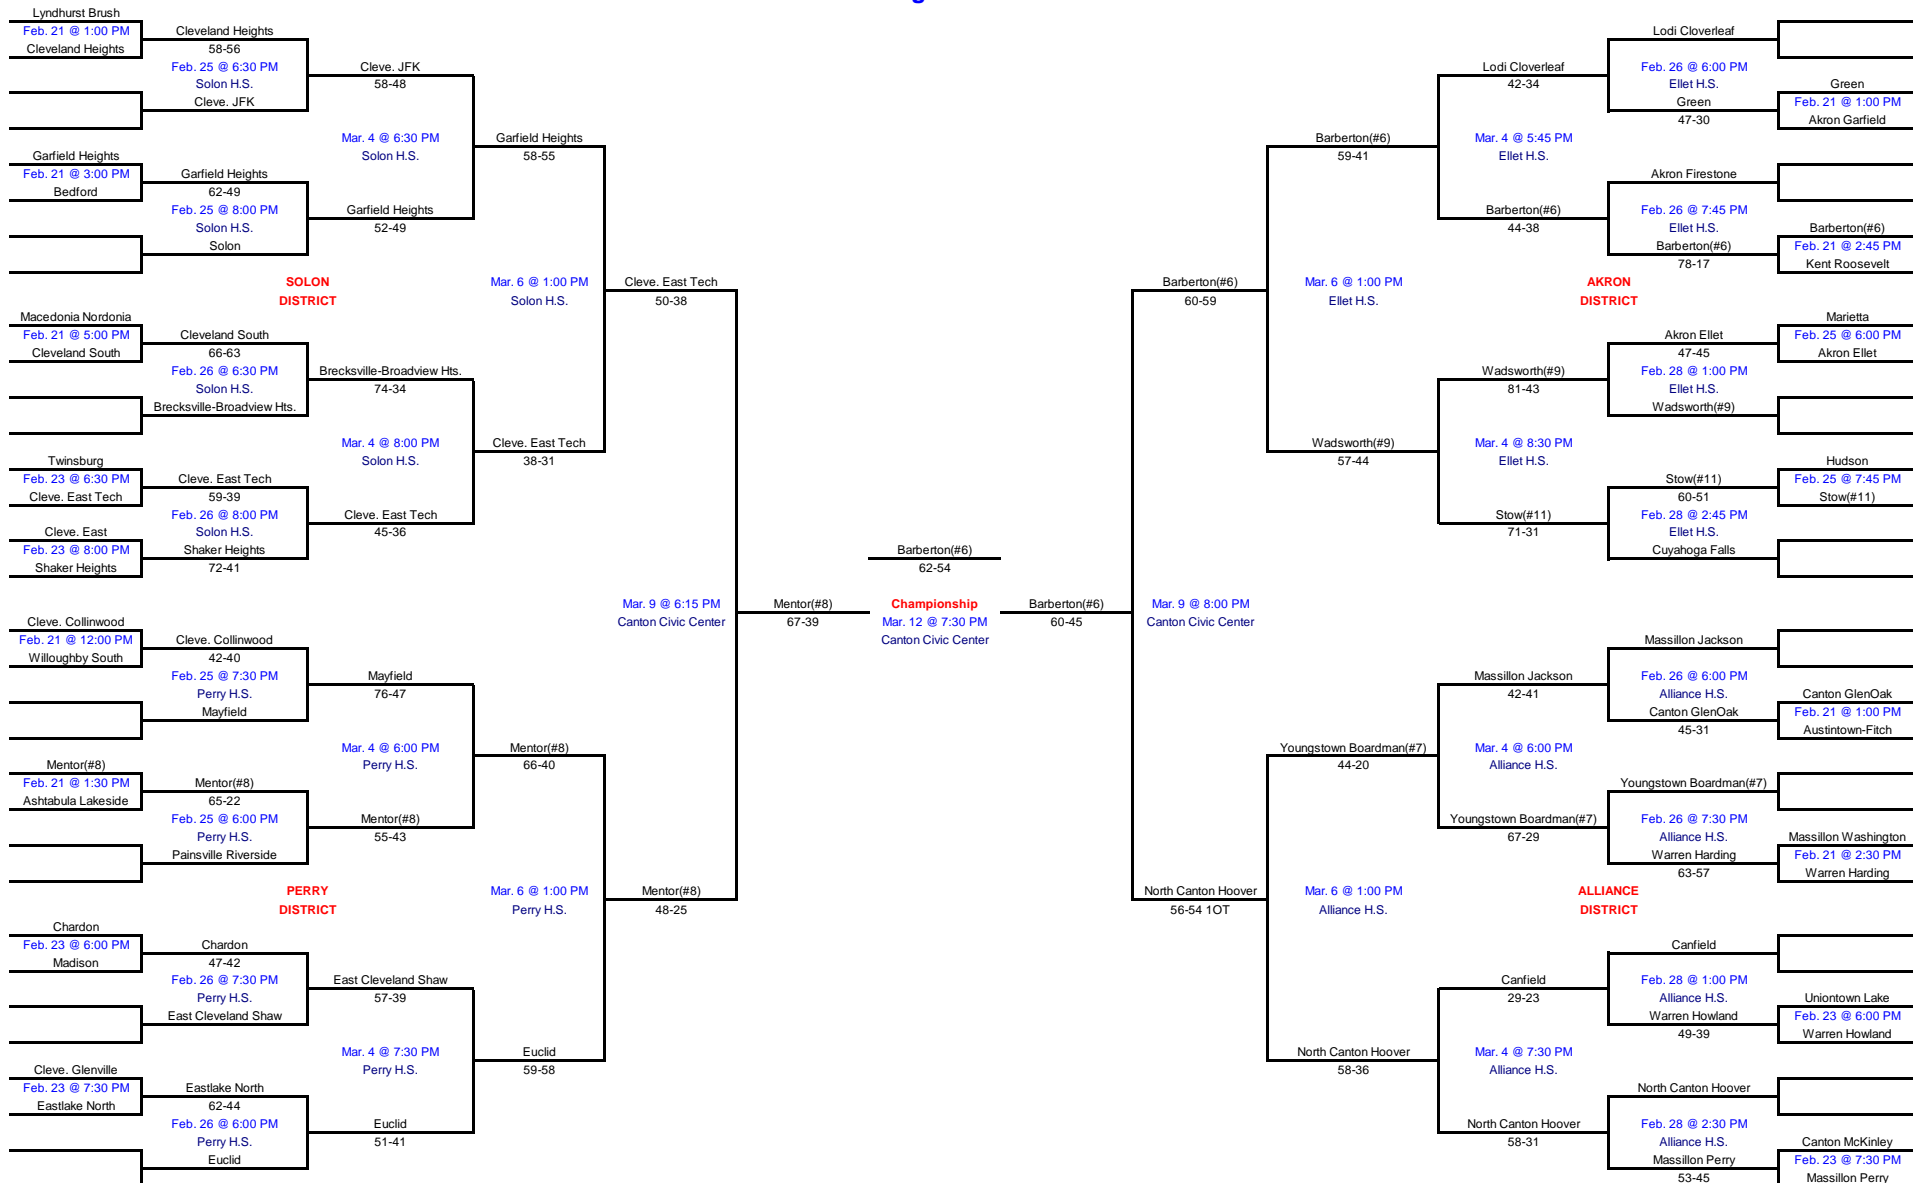 Lyndhurst Brush
Feb. 21 @ 1:00 PM
Cleveland Heights
Garfield Heights
Feb. 21 @ 3:00 PM
Bedford
Macedonia Nordonia
Feb. 21 @ 5:00 PM
Cleveland South
Twinsburg
Feb. 23 @ 6:30 PM
Cleve. East Tech
Cleve. East
Feb. 23 @ 8:00 PM
Shaker Heights
Cleve. Collinwood
Feb. 21 @ 12:00 PM
Willoughby South
Mentor(#8)
Feb. 21 @ 1:30 PM
Ashtabula Lakeside
Chardon
Feb. 23 @ 6:00 PM
Madison
Cleve. Glenville
Feb. 23 @ 7:30 PM
Eastlake North
Cleveland Heights
58-56
Feb. 25 @ 6:30 PM
Solon H.S.
Cleve. JFK
Garfield Heights
62-49
Feb. 25 @ 8:00 PM
Solon H.S.
Solon
Cleveland South
66-63
Feb. 26 @ 6:30 PM
Solon H.S.
Brecksville-Broadview Hts.
Cleve. East Tech
59-39
Feb. 26 @ 8:00 PM
Solon H.S.
Shaker Heights
72-41
Cleve. Collinwood
42-40
Feb. 25 @ 7:30 PM
Perry H.S.
Mayfield
Mentor(#8)
65-22
Feb. 25 @ 6:00 PM
Perry H.S.
Painsville Riverside
Chardon
47-42
Feb. 26 @ 7:30 PM
Perry H.S.
East Cleveland Shaw
Eastlake North
62-44
Feb. 26 @ 6:00 PM
Perry H.S.
Euclid
Cleve. JFK
58-48
Mar. 4 @ 6:30 PM
Solon H.S.
Garfield Heights
52-49
SOLON
DISTRICT
Brecksville-Broadview Hts.
74-34
Mar. 4 @ 8:00 PM
Solon H.S.
Cleve. East Tech
45-36
Mayfield
76-47
Mar. 4 @ 6:00 PM
Perry H.S.
Mentor(#8)
55-43
PERRY
DISTRICT
East Cleveland Shaw
57-39
Mar. 4 @ 7:30 PM
Perry H.S.
Euclid
51-41
Garfield Heights
58-55
Mar. 6 @ 1:00 PM
Solon H.S.
Cleve. East Tech
38-31
Mentor(#8)
66-40
Mar. 6 @ 1:00 PM
Perry H.S.
Euclid
59-58
Cleve. East Tech
50-38
Mar. 9 @ 6:15 PM
Canton Civic Center
Mentor(#8)
48-25
Mentor(#8)
67-39
Barberton(#6)
62-54
Championship
Mar. 12 @ 7:30 PM
Canton Civic Center
Barberton(#6)
60-45
Barberton(#6)
60-59
Mar. 9 @ 8:00 PM
Canton Civic Center
North Canton Hoover
56-54 1OT
Barberton(#6)
59-41
Mar. 6 @ 1:00 PM
Ellet H.S.
Wadsworth(#9)
57-44
Youngstown Boardman(#7)
44-20
Mar. 6 @ 1:00 PM
Alliance H.S.
North Canton Hoover
58-36
Lodi Cloverleaf
42-34
Mar. 4 @ 5:45 PM
Ellet H.S.
Barberton(#6)
44-38
Wadsworth(#9)
81-43
Mar. 4 @ 8:30 PM
Ellet H.S.
Stow(#11)
71-31
Massillon Jackson
42-41
Mar. 4 @ 6:00 PM
Alliance H.S.
Youngstown Boardman(#7)
67-29
Canfield
29-23
Mar. 4 @ 7:30 PM
Alliance H.S.
North Canton Hoover
58-31
Lodi Cloverleaf
Feb. 26 @ 6:00 PM
Ellet H.S.
Green
47-30
Akron Firestone
Feb. 26 @ 7:45 PM
Ellet H.S.
Barberton(#6)
78-17
AKRON
DISTRICT
Akron Ellet
47-45
Feb. 28 @ 1:00 PM
Ellet H.S.
Wadsworth(#9)
Stow(#11)
60-51
Feb. 28 @ 2:45 PM
Ellet H.S.
Cuyahoga Falls
Massillon Jackson
Feb. 26 @ 6:00 PM
Alliance H.S.
Canton GlenOak
45-31
Youngstown Boardman(#7)
Feb. 26 @ 7:30 PM
Alliance H.S.
Warren Harding
63-57
ALLIANCE
DISTRICT
Canfield
Feb. 28 @ 1:00 PM
Alliance H.S.
Warren Howland
49-39
North Canton Hoover
Feb. 28 @ 2:30 PM
Alliance H.S.
Massillon Perry
53-45
Green
Feb. 21 @ 1:00 PM
Akron Garfield
Barberton(#6)
Feb. 21 @ 2:45 PM
Kent Roosevelt
Marietta
Feb. 25 @ 6:00 PM
Akron Ellet
Hudson
Feb. 25 @ 7:45 PM
Stow(#11)
Canton GlenOak
Feb. 21 @ 1:00 PM
Austintown-Fitch
Massillon Washington
Feb. 21 @ 2:30 PM
Warren Harding
Uniontown Lake
Feb. 23 @ 6:00 PM
Warren Howland
Canton McKinley
Feb. 23 @ 7:30 PM
Massillon Perry